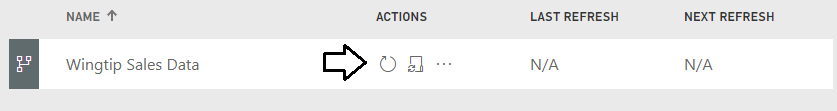 NAME ACTIONS LAST REFRESH NEXT REFRESH
Wingtip Sales Data N/A N/A